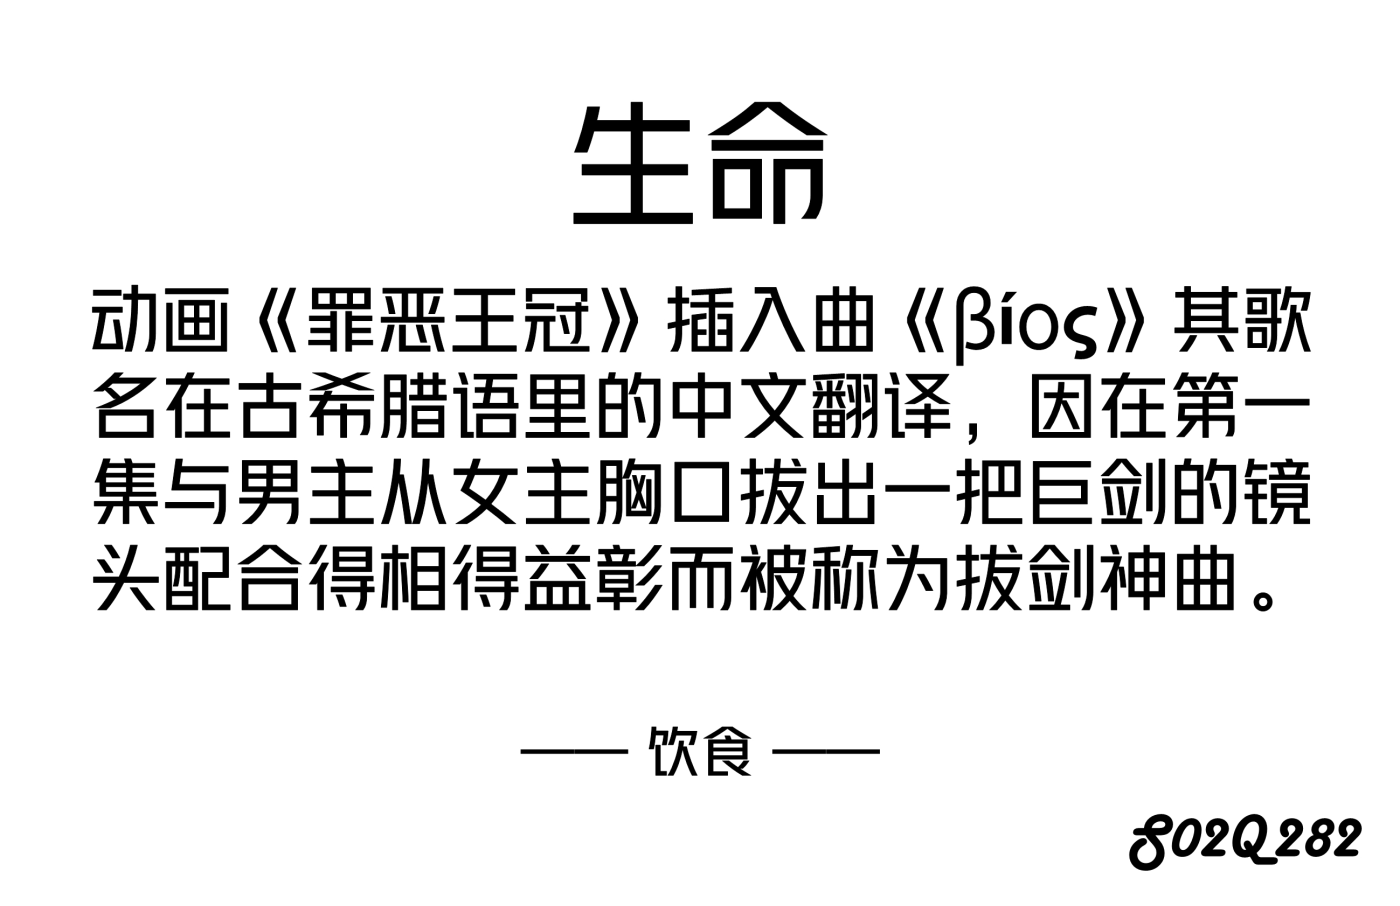 生命
动画《罪恶王冠》插入曲《βίος》其歌
名在古希腊语里的中文翻译，因在第一
集与男主从女主胸口拔出一把巨剑的镜
头配合得相得益彰而被称为拔剑神曲。
—— 饮食 ——
S02Q282